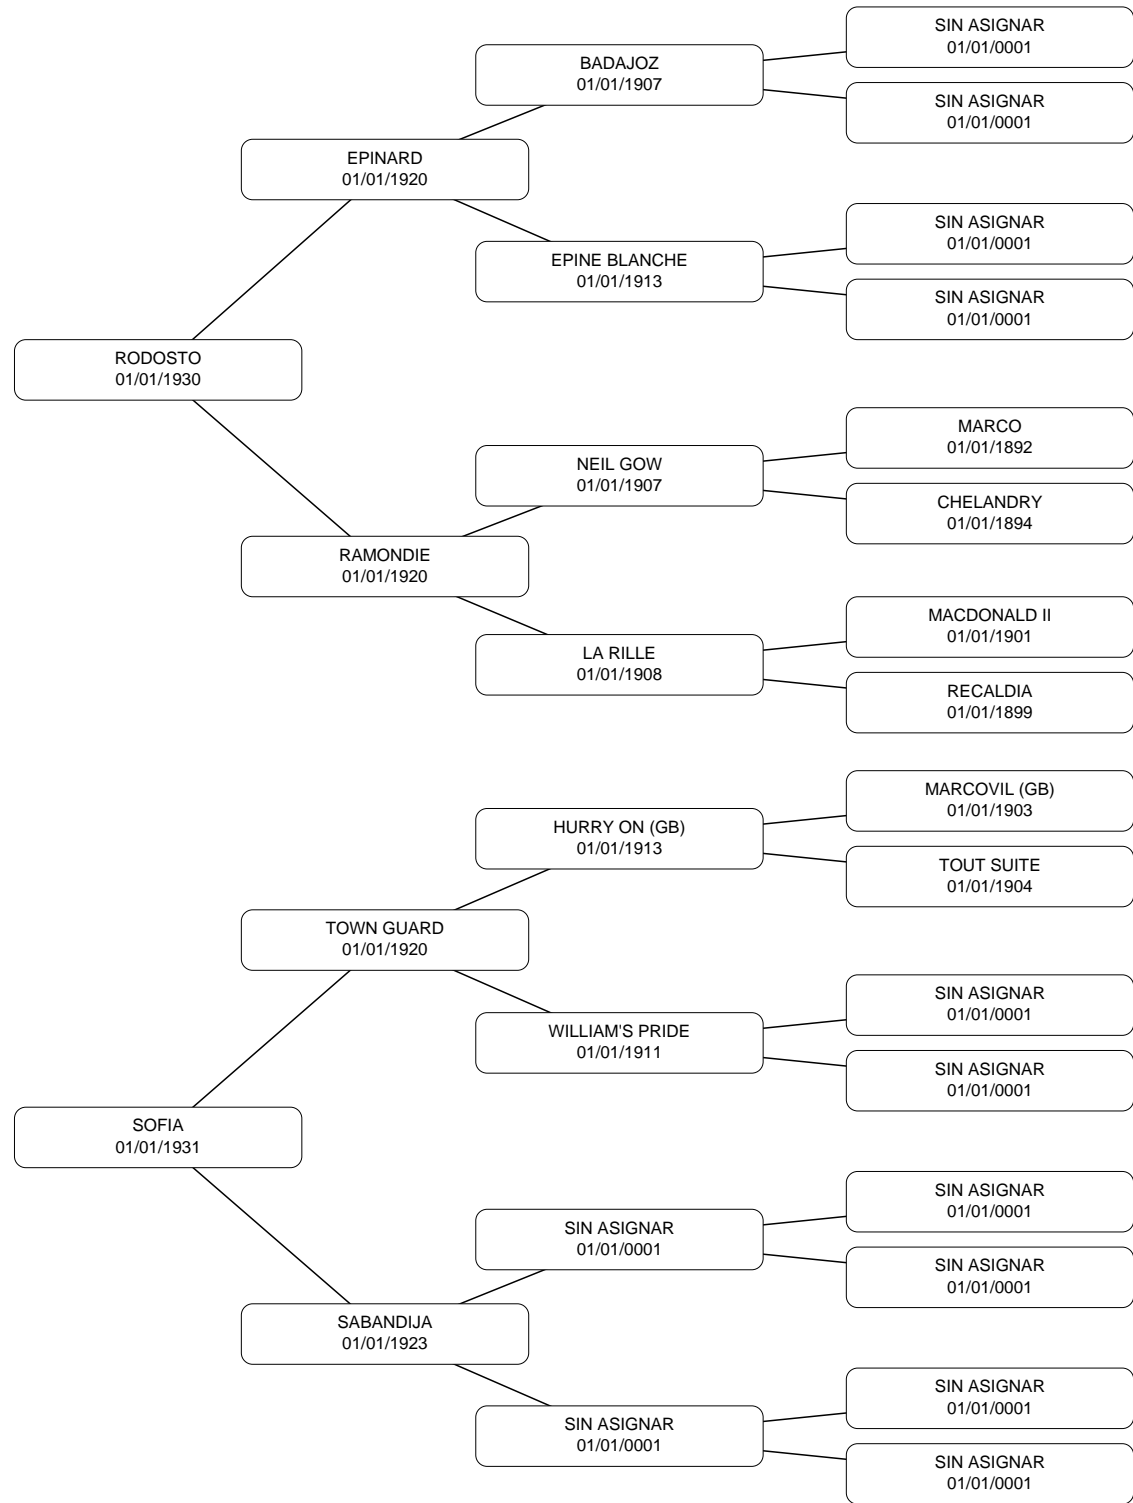 SIN ASIGNAR
01/01/0001
BADAJOZ
01/01/1907
SIN ASIGNAR
01/01/0001
EPINARD
01/01/1920
SIN ASIGNAR
01/01/0001
EPINE BLANCHE
01/01/1913
SIN ASIGNAR
01/01/0001
RODOSTO
01/01/1930
MARCO
01/01/1892
NEIL GOW
01/01/1907
CHELANDRY
01/01/1894
RAMONDIE
01/01/1920
MACDONALD II
01/01/1901
LA RILLE
01/01/1908
RECALDIA
01/01/1899
MARCOVIL (GB)
01/01/1903
HURRY ON (GB)
01/01/1913
TOUT SUITE
01/01/1904
TOWN GUARD
01/01/1920
SIN ASIGNAR
01/01/0001
WILLIAM'S PRIDE
01/01/1911
SIN ASIGNAR
01/01/0001
SOFIA
01/01/1931
SIN ASIGNAR
01/01/0001
SIN ASIGNAR
01/01/0001
SIN ASIGNAR
01/01/0001
SABANDIJA
01/01/1923
SIN ASIGNAR
01/01/0001
SIN ASIGNAR
01/01/0001
SIN ASIGNAR
01/01/0001